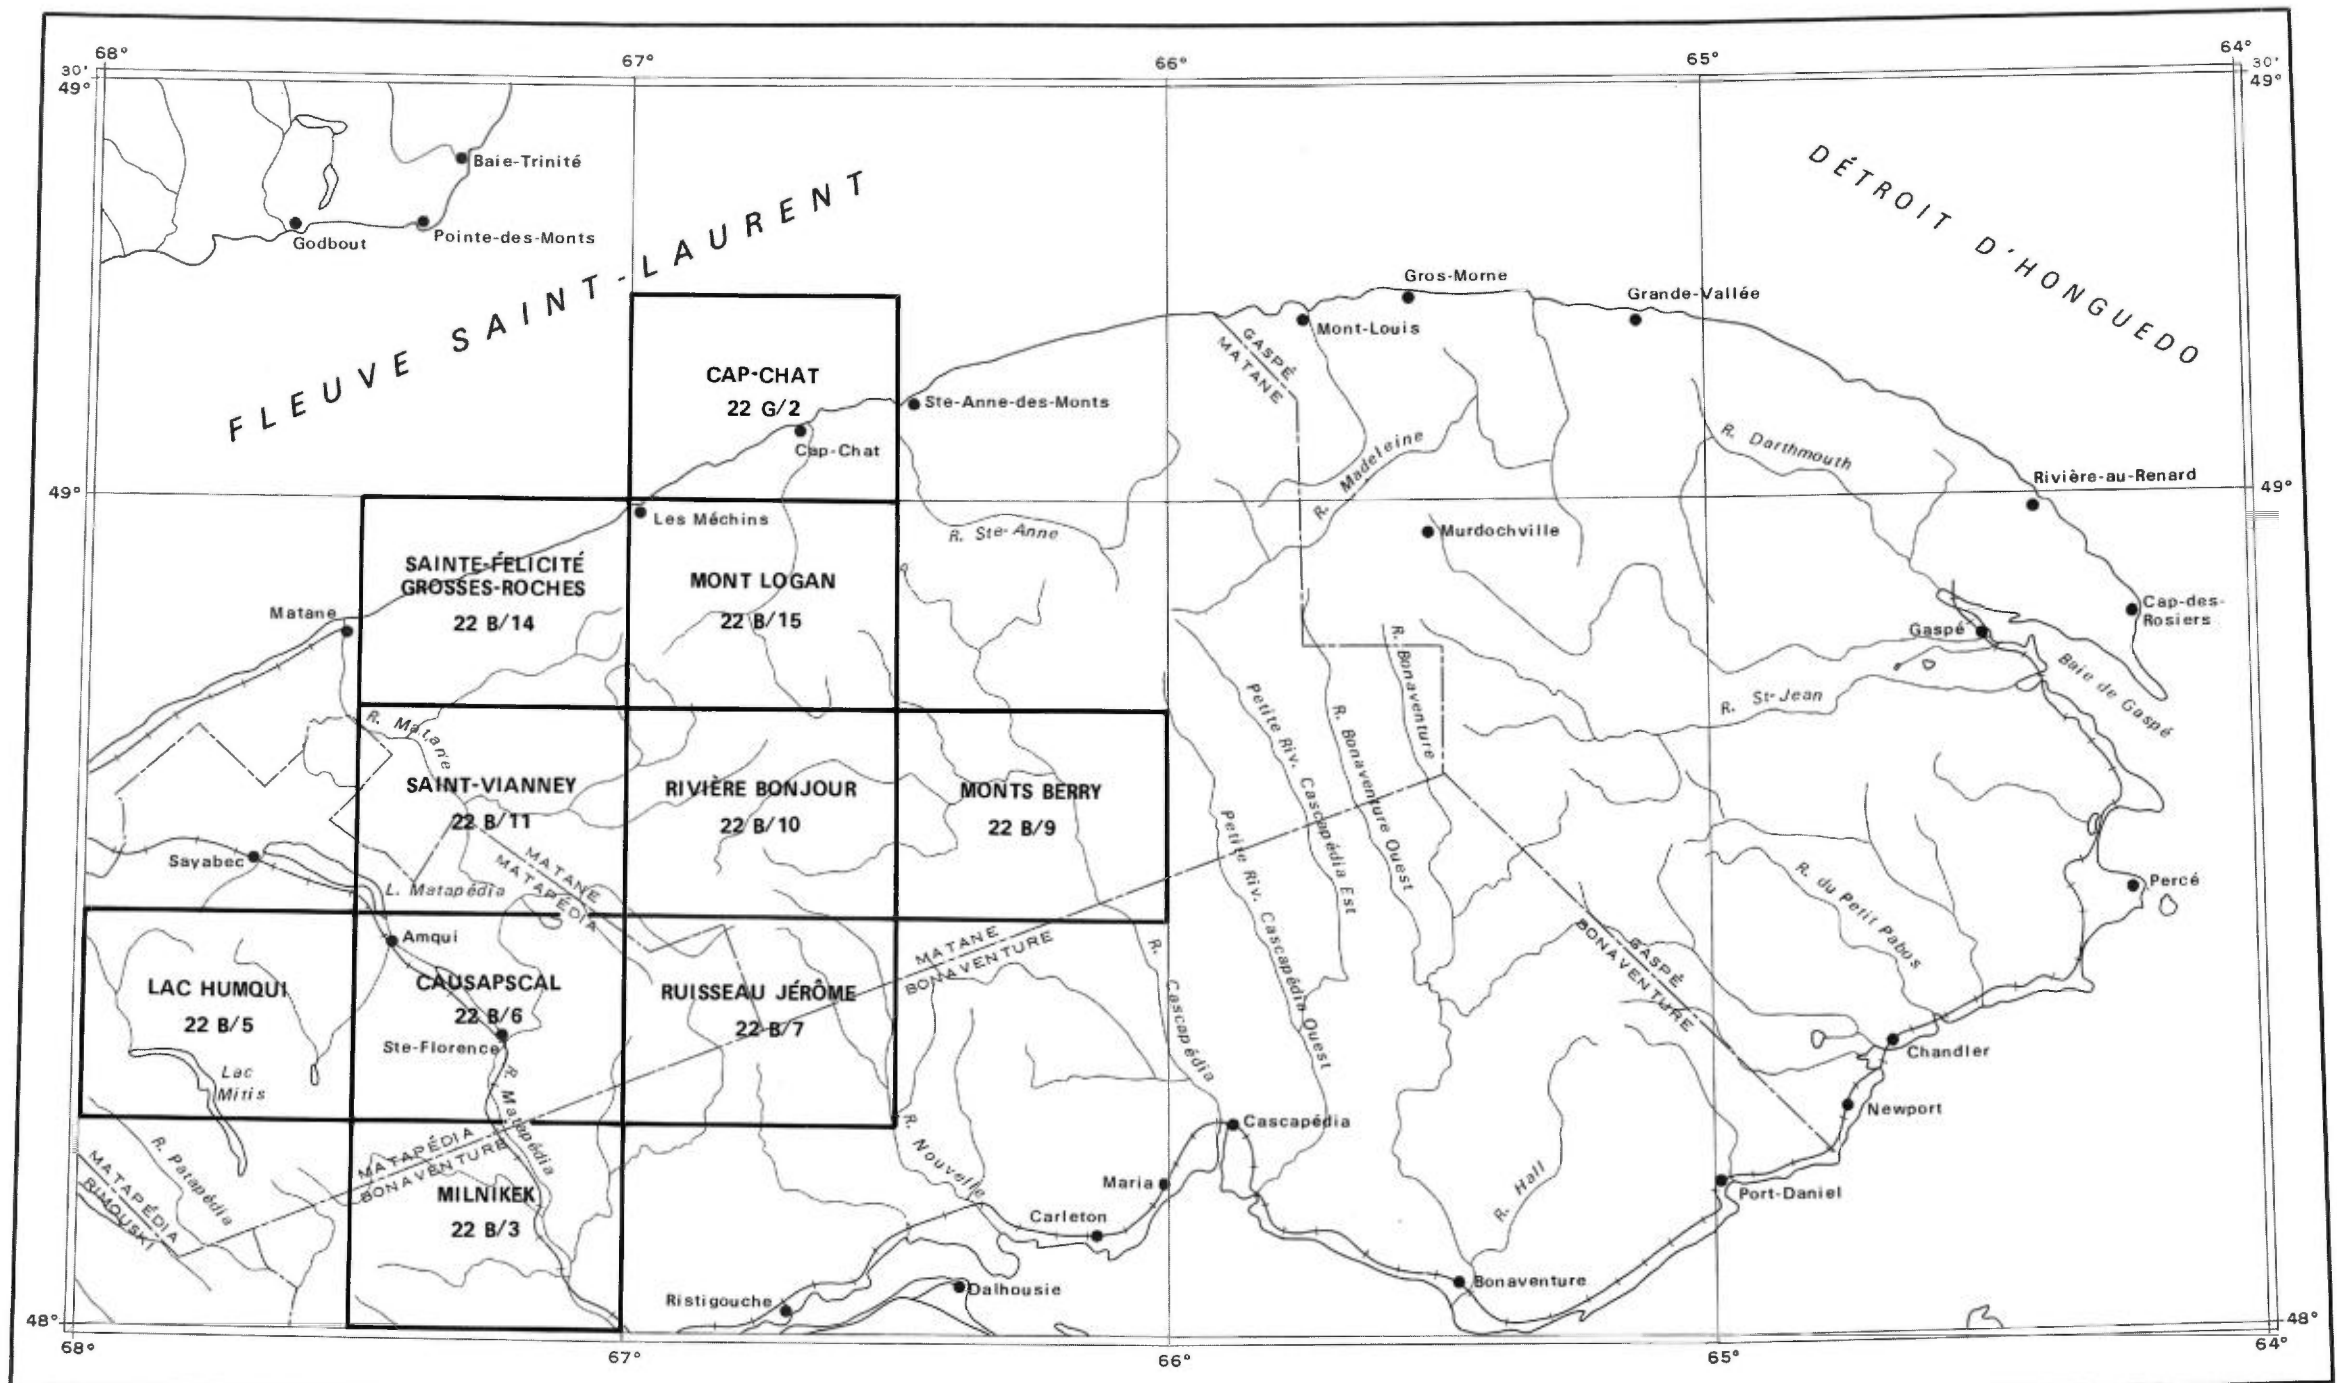 68°
67°
66°
65°
64°
30'
49°
30'
49°
Baie-Trinité
Godbout
Pointe-des-Monts
FLEUVE SAINT-LAURENT
DÉTROIT D'HONGUEDO
Gros-Morne
Grande-Vallée
Mont-Louis
GASPÉ
MATANE
CAP-CHAT
22 G/2
Ste-Anne-des-Monts
Cap-Chat
R. Madeleine
R. Darthmouth
Rivière-au-Renard
49°
49°
Les Méchins
R. Ste-Anne
Murdochville
SAINTE-FÉLICITÉ
GROSSES-ROCHES
22 B/14
MONT LOGAN
22 B/15
Matane
Cap-des-
Rosiers
Gaspé
Baie de Gaspé
R. St-Jean
R. Bonaventure
Petite Riv. Cascapédia Est
R. Bonaventure Ouest
R. Matane
SAINT-VIANNEY
22 B/11
RIVIÈRE BONJOUR
22 B/10
MONTS BERRY
22 B/9
Petite Riv. Cascapédia Ouest
Sayabec
L. Matapédia
MATANE
MATAPÉDIA
R. du Petit Pabos
Percé
Amqui
MATANE
BONAVENTURE
GASPÉ
BONAVENTURE
LAC HUMQUI
22 B/5
CAUSAPSCAL
22 B/6
RUISSEAU JÉRÔME
22 B/7
R. Cascapédia
Ste-Florence
Lac
Mitis
Chandler
Newport
R. Matapédia
Cascapédia
R. Nouvelle
MATAPÉDIA
BONAVENTURE
MATAPÉDIA
RIMOUSKI
R. Patapédia
MILNIKEK
22 B/3
Maria
Carleton
R. Hall
Port-Daniel
Ristigouche
Dalhousie
Bonaventure
48°
48°
68°
67°
66°
65°
64°